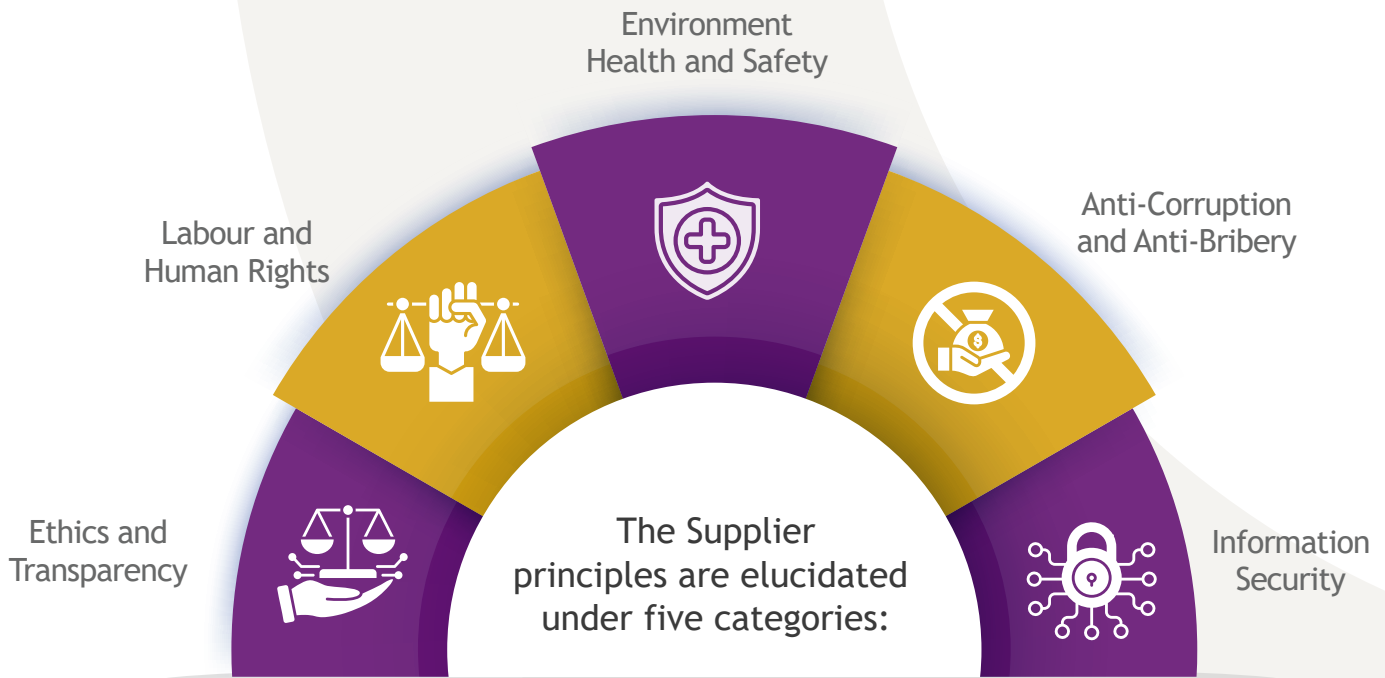 Environment
Health and Safety
Labour and
Human Rights
Anti-Corruption
and Anti-Bribery
Ethics and
Transparency
The Supplier
principles are elucidated
under five categories:
Information
Security
$